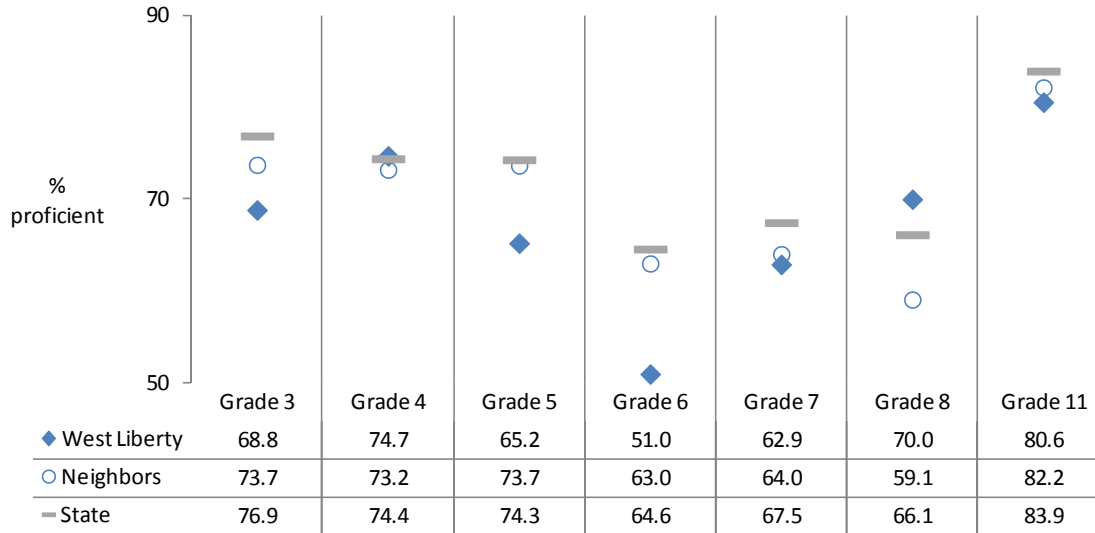 90
%
proficient
70
50
Grade 3 Grade 4 Grade 5 Grade 6 Grade 7 Grade 8 Grade 11
West Liberty 68.8 74.7 65.2 51.0 62.9 70.0 80.6
Neighbors 73.7 73.2 73.7 63.0 64.0 59.1 82.2
State 76.9 74.4 74.3 64.6 67.5 66.1 83.9